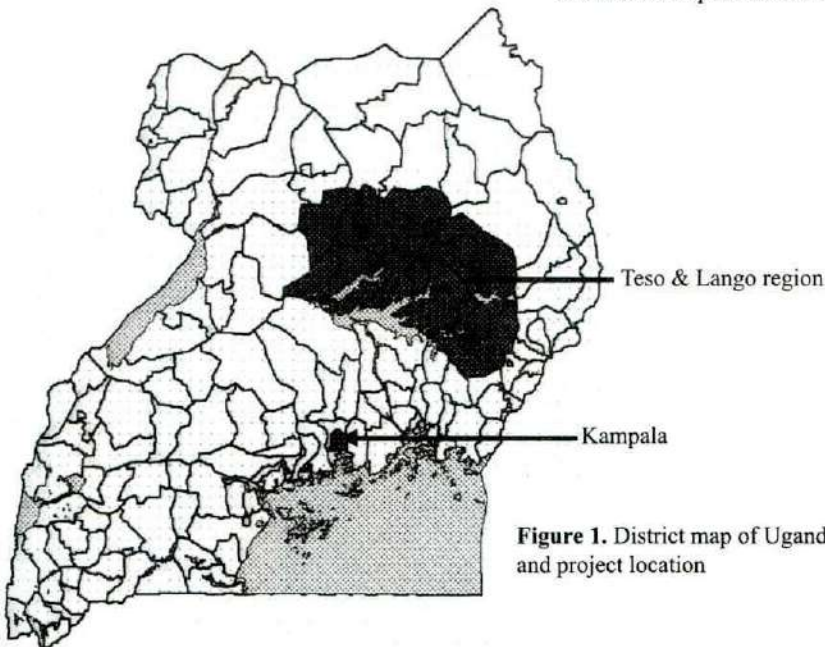 Teso & Lango region
Kampala
Figure 1. District map of Ugand
and project location